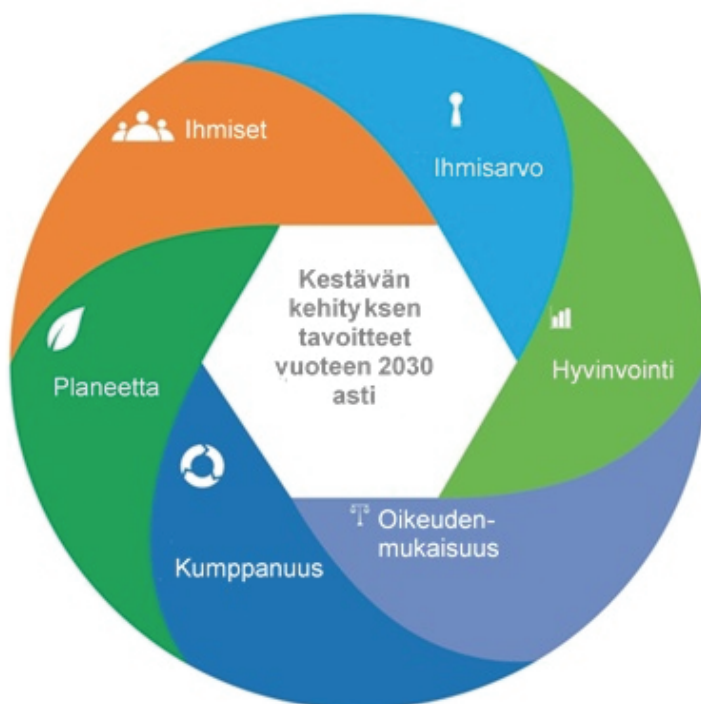 Ihmiset
Ihmisarvo
Kestävän
kehityksen
tavoitteet
vuoteen 2030
asti
Planeetta
Hyvinvointi
Oikeuden-
mukaisuus
Kumppanuus